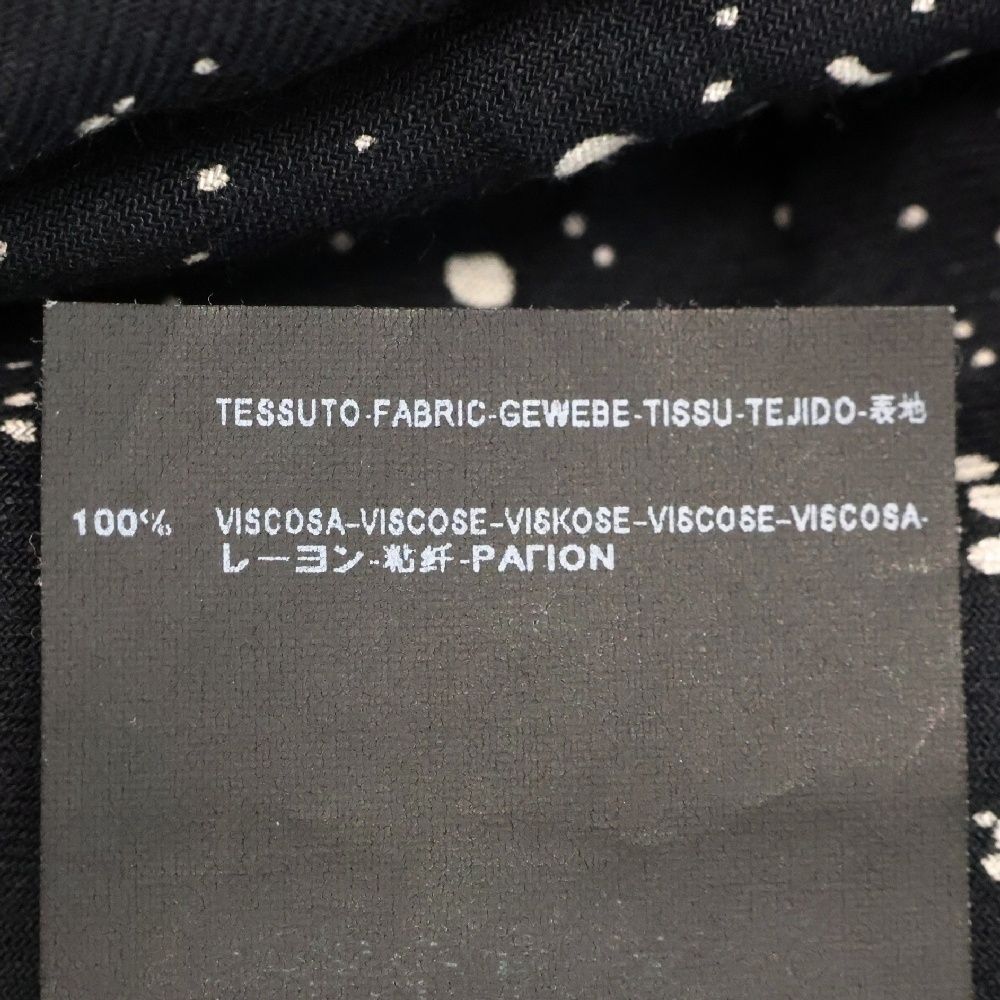 TESSUTO-FABRIC-GEWEBE-TISSU-TEJIDO-表地
100% VISCOSA-VISCOSE-VISKOSE-VISCOSE-VISCOSA-
レーヨン-粘纤-РАГІОN